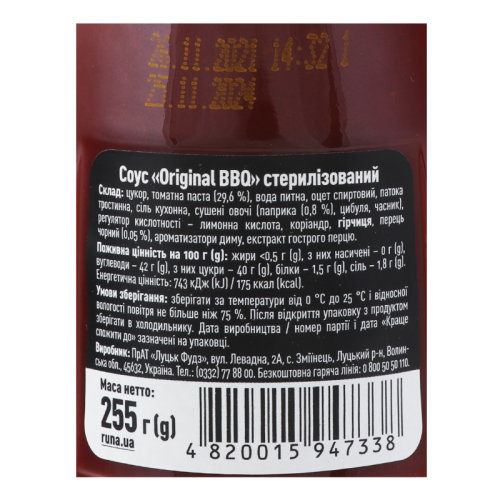 26.11.2021 14:32 1
25.11.2024
Соус «Original BBQ» стерилізований
Склад: цукор, томатна паста (29,6 %), вода питна, оцет спиртовий, патока
тростинна, сіль кухонна, сушені овочі (паприка (0,8 %), цибуля, часник),
регулятор кислотності – лимонна кислота, коріандр, гірчиця, перець
чорний (0,05 %), ароматизатори диму, екстракт гострого перцю.
Поживна цінність на 100 г (g): жири <0,5 г (g), з них насичені – 0 г (g),
вуглеводи – 42 г (g), з них цукри – 40 г (g), білки – 1,5 г (g), сіль – 1,8 г (g).
Енергетична цінність: 743 кДж (kJ) / 175 ккал (kcal).
Умови зберігання: зберігати за температури від 0 °C до 25 °C і відносної
вологості повітря не більше ніж 75 %. Після відкриття упаковку з продуктом
зберігати в холодильнику. Дата виробництва / номер партії і дата «Краще
спожити до» зазначені на упаковці.
Виробник: ПрАТ «Луцьк Фудз», вул. Левадна, 2А, с. Зміїнець, Луцький р-н, Волин-
ська обл., 45632, Україна. Тел.: (0332) 77 88 00. Безкоштовна гаряча лінія: 0 800 50 50 110.
Маса нетто:
255 г (g)
runa.ua
4 820015 947338